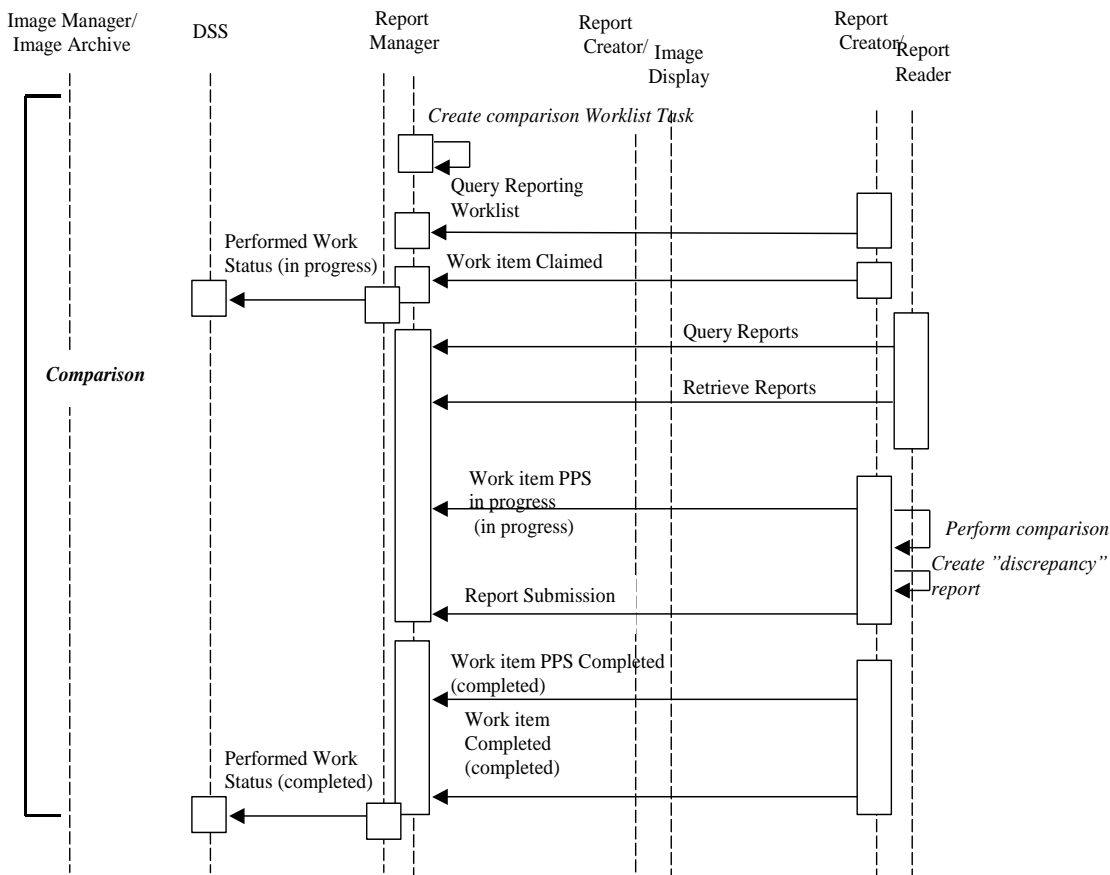 Image Manager/
Image Archive
DSS
Report
Manager
Report
Creator/
Image
Display
Report
Creator/
Report
Reader
Create comparison Worklist Task
Query Reporting
Worklist
Performed Work
Status (in progress)
Work item Claimed
Query Reports
Comparison
Retrieve Reports
Work item PPS
in progress
(in progress)
Perform comparison
Create ”discrepancy”
report
Report Submission
Work item PPS Completed
(completed)
Work item
Completed
(completed)
Performed Work
Status (completed)